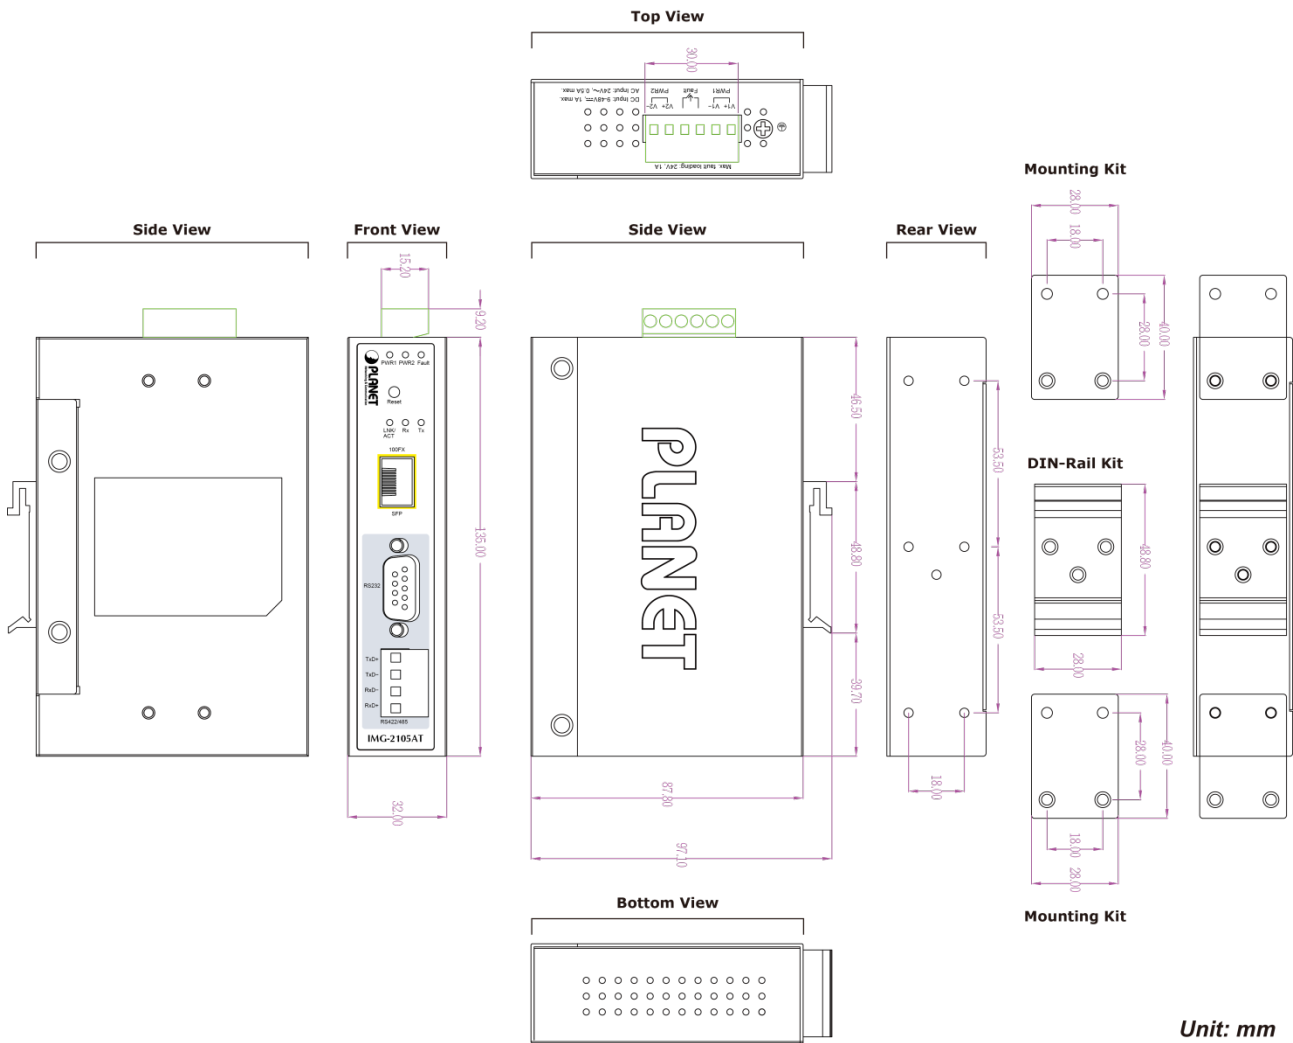 Top View
30.00
DC Input: 9-48V⎓, 1A max.
AC Input: 24V~, 0.5A max.
PWR2
Fault
PWR1
V2- V2+
V1- V1+
Max. fault loading: 24V, 1A
Side View
Front View
15.20
9.20
PLANET
PWR1 PWR2 Fault
Reset
LNK/
ACT
Rx
Tx
100FX
SFP
RS232
TxD+
TxD-
RxD-
RxD+
RS422/485
IMG-2105AT
135.00
32.00
Side View
PLANET
46.50
48.80
39.70
87.80
97.10
Rear View
53.50
53.50
18.00
Mounting Kit
28.00
18.00
28.00
40.00
DIN-Rail Kit
48.80
28.00
28.00
40.00
18.00
28.00
Mounting Kit
Bottom View
Unit: mm